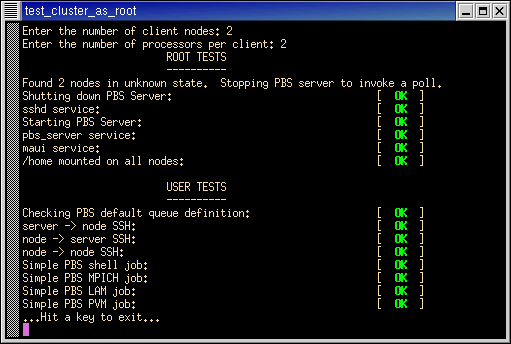 test_cluster_as_root
Enter the number of client nodes: 2
Enter the number of processors per client: 2
ROOT TESTS
----------
Found 2 nodes in unknown state.  Stopping PBS server to invoke a poll.
Shutting down PBS Server: [ OK ]
sshd service: [ OK ]
Starting PBS Server: [ OK ]
pbs_server service: [ OK ]
maui service: [ OK ]
/home mounted on all nodes: [ OK ]
USER TESTS
----------
Checking PBS default queue definition: [ OK ]
server -> node SSH: [ OK ]
node -> server SSH: [ OK ]
node -> node SSH: [ OK ]
Simple PBS shell job: [ OK ]
Simple PBS MPICH job: [ OK ]
Simple PBS LAM job: [ OK ]
Simple PBS PVM job: [ OK ]
...Hit a key to exit...